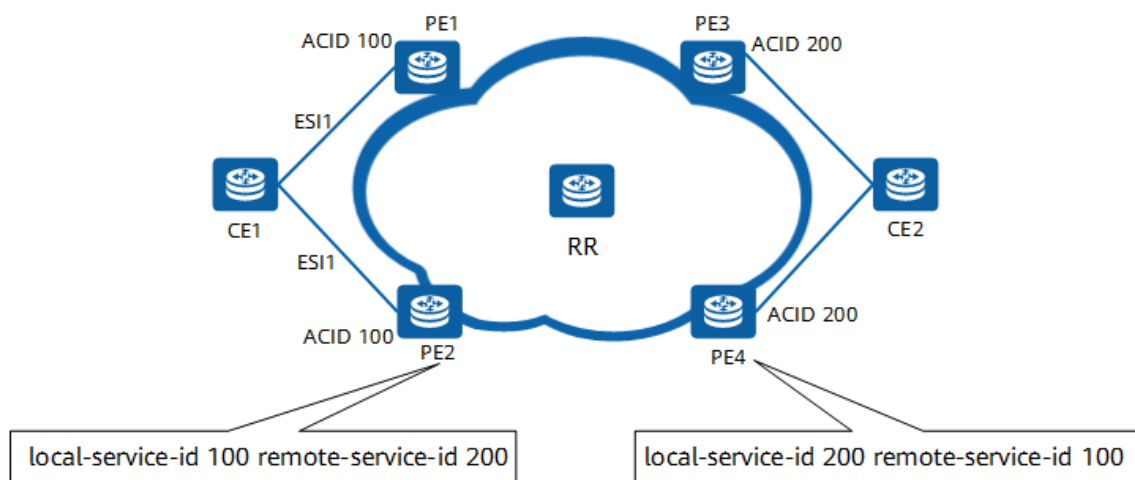 PE1
PE3
ACID 100
ACID 200
ESI1
CE1
RR
CE2
ESI1
ACID 100
ACID 200
PE2
PE4
local-service-id 100 remote-service-id 200
local-service-id 200 remote-service-id 100